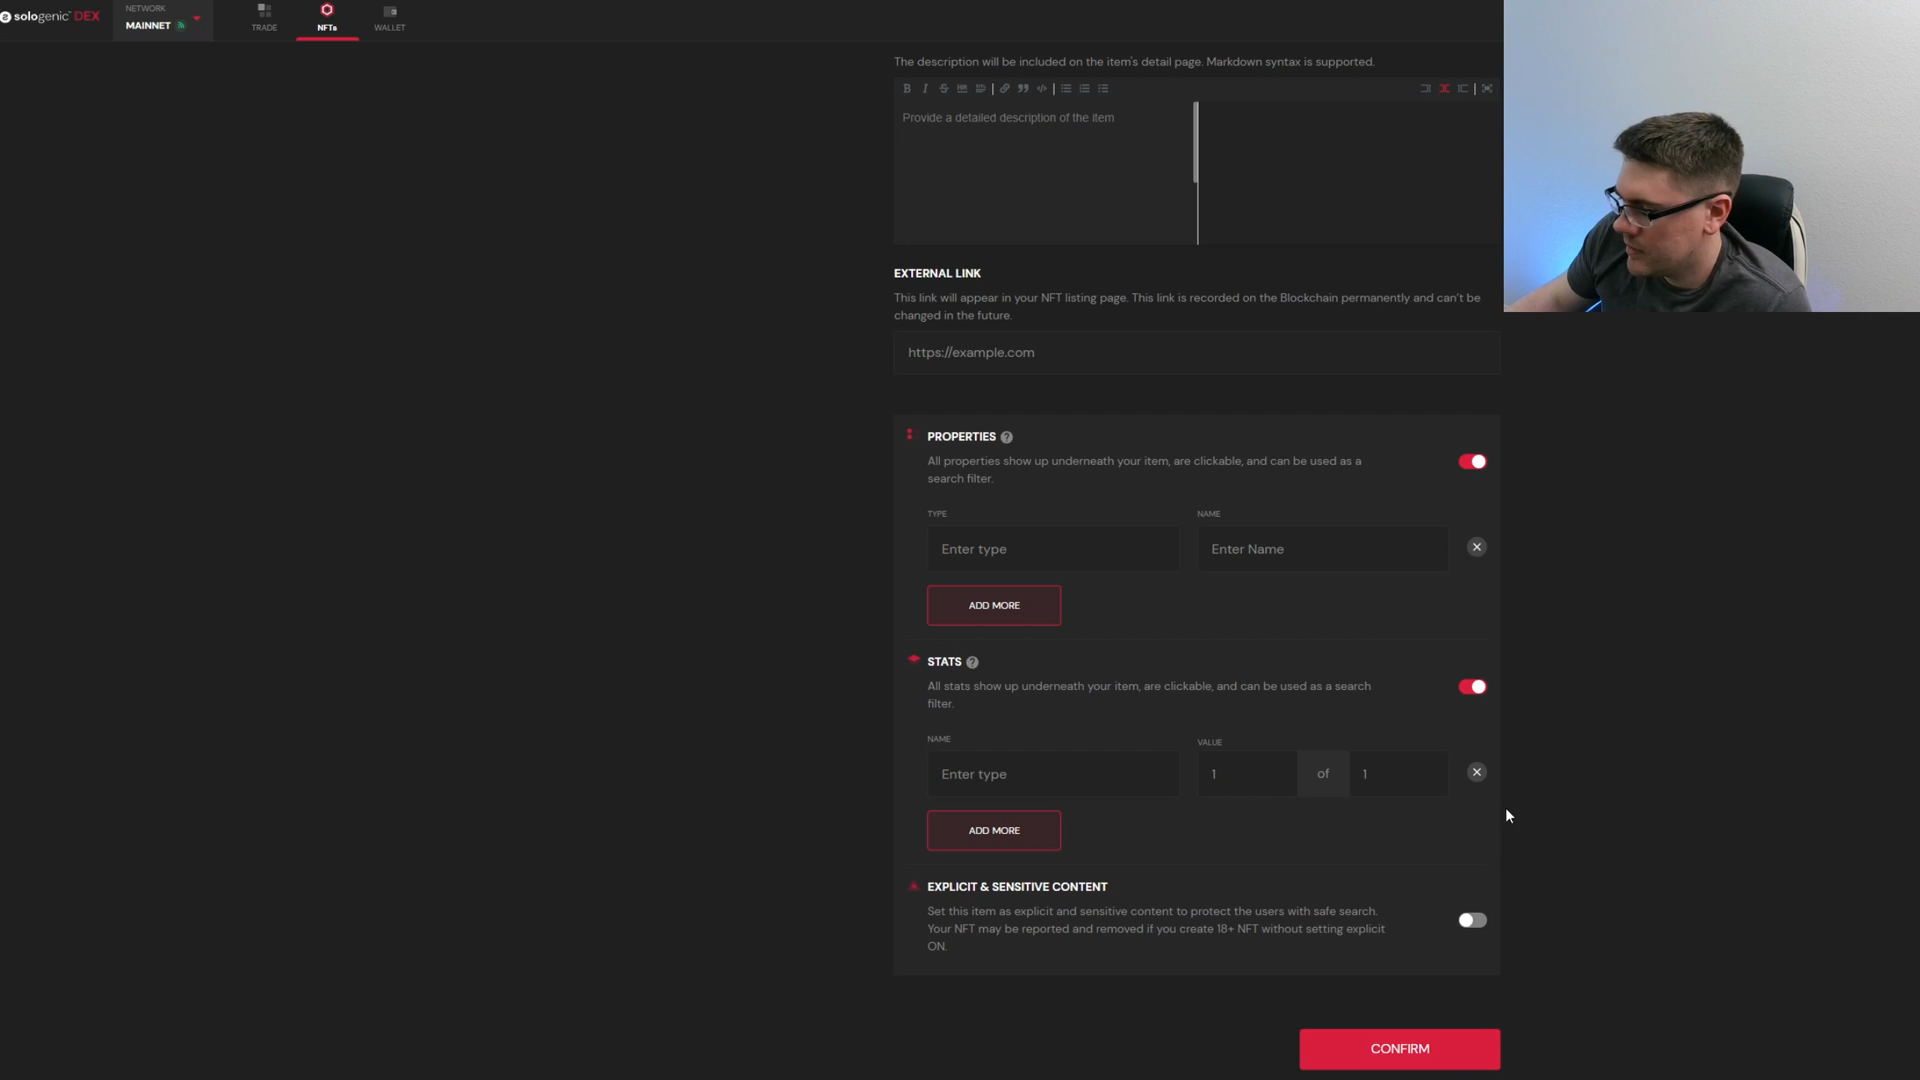 sologenic DEX
NETWORK
MAINNET
TRADE
NFTs
WALLET
The description will be included on the item's detail page. Markdown syntax is supported.
B I S
Provide a detailed description of the item
EXTERNAL LINK
This link will appear in your NFT listing page. This link is recorded on the Blockchain permanently and can't be
changed in the future.
https://example.com
PROPERTIES ?
All properties show up underneath your item, are clickable, and can be used as a
search filter.
TYPE NAME
Enter type Enter Name
ADD MORE
STATS ?
All stats show up underneath your item, are clickable, and can be used as a search
filter.
NAME VALUE
Enter type 1 of 1
ADD MORE
EXPLICIT & SENSITIVE CONTENT
Set this item as explicit and sensitive content to protect the users with safe search.
Your NFT may be reported and removed if you create 18+ NFT without setting explicit
ON.
CONFIRM